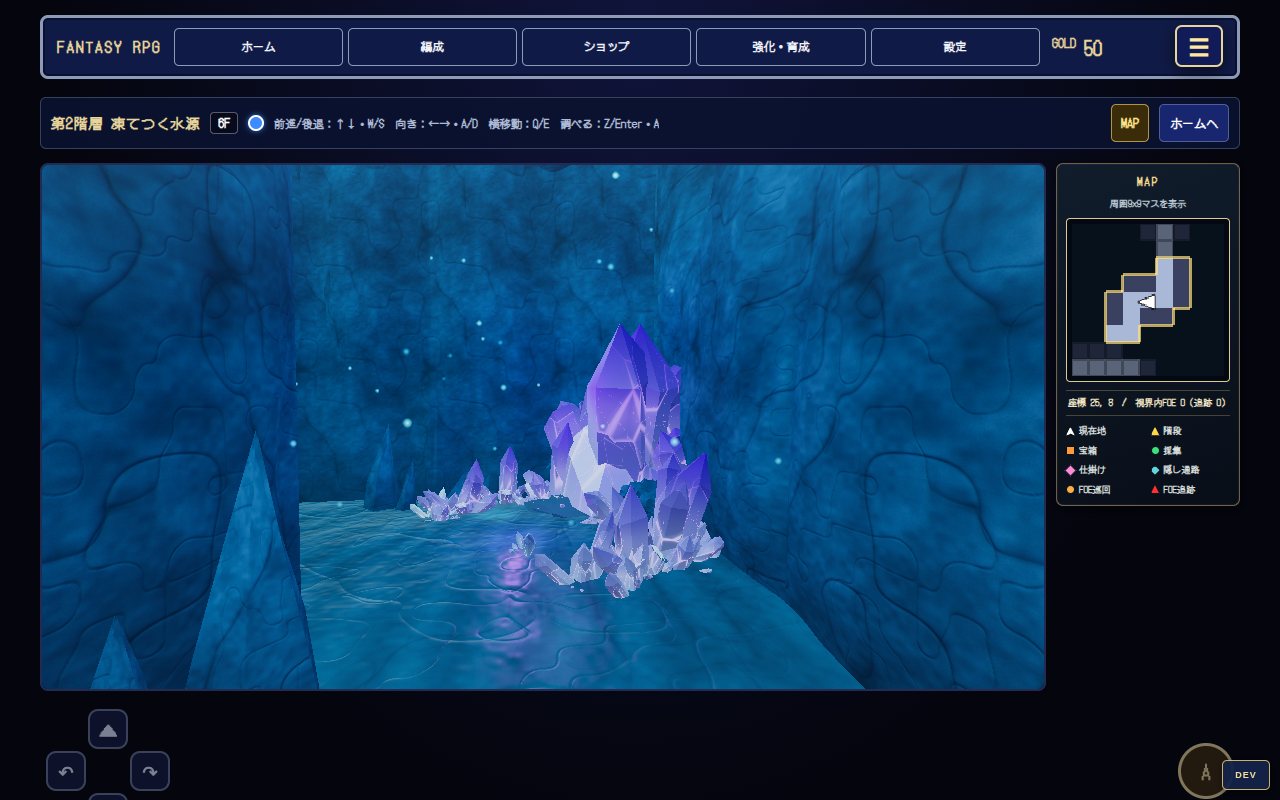 FANTASY RPG
ホーム
編成
ショップ
強化・育成
設定
GOLD 50
第2階層 凍てつく水源
6F
前進/後退：↑↓・W/S 向き：←→・A/D 横移動：Q/E 調べる：Z/Enter・A
MAP
ホームへ
MAP
周囲9x9マスを表示
座標 25, 8 / 視界内FOE 0 (追跡 0)
現在地
階段
宝箱
採集
仕掛け
隠し通路
FOE巡回
FOE追跡
A
DEV